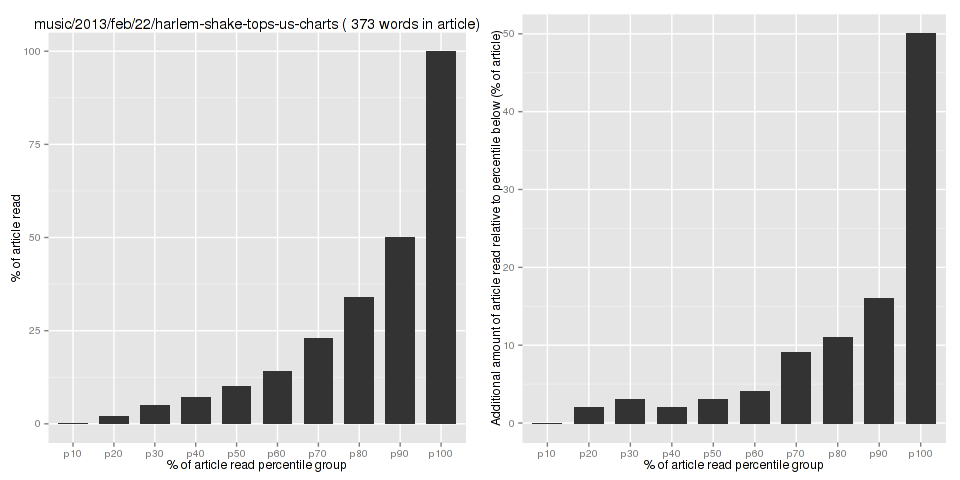 music/2013/feb/22/harlem-shake-tops-us-charts ( 373 words in article)
% of article read
100
75
50
25
0
p10 p20 p30 p40 p50 p60 p70 p80 p90 p100
% of article read percentile group
Additional amount of article read relative to percentile below (% of article)
50
40
30
20
10
0
p10 p20 p30 p40 p50 p60 p70 p80 p90 p100
% of article read percentile group